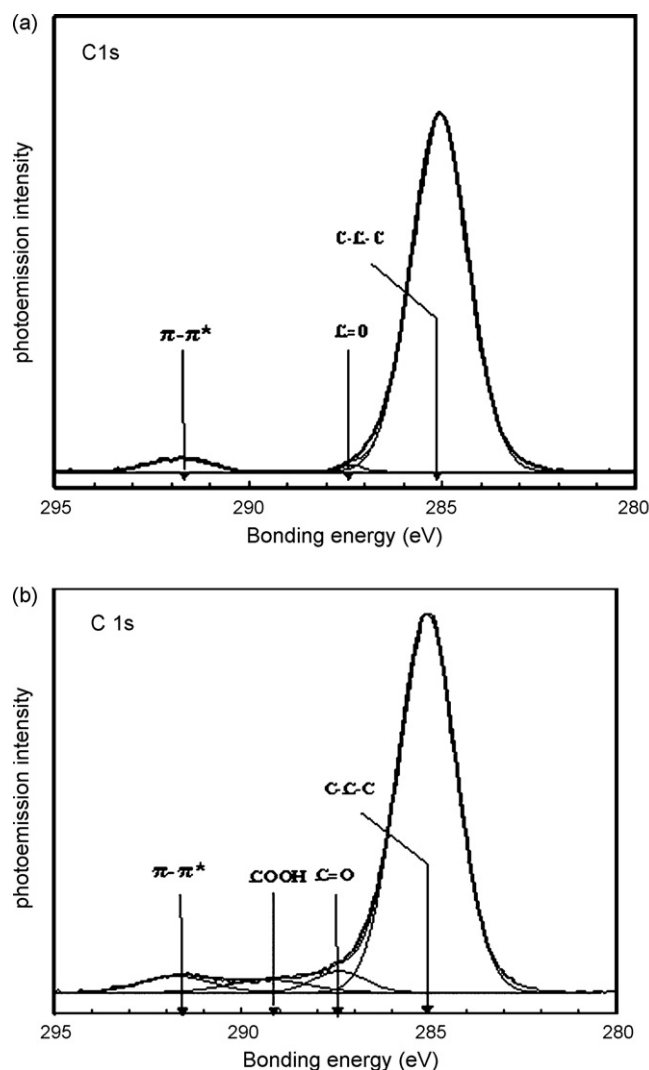 (a)
C1s
photoemission intensity
C-C-C
π-π* C=O
295 290 285 280
Bonding energy (eV)
(b)
C 1s
photoemission intensity
C-C-C
π-π* COOH C=O
295 290 285 280
Bonding energy (eV)